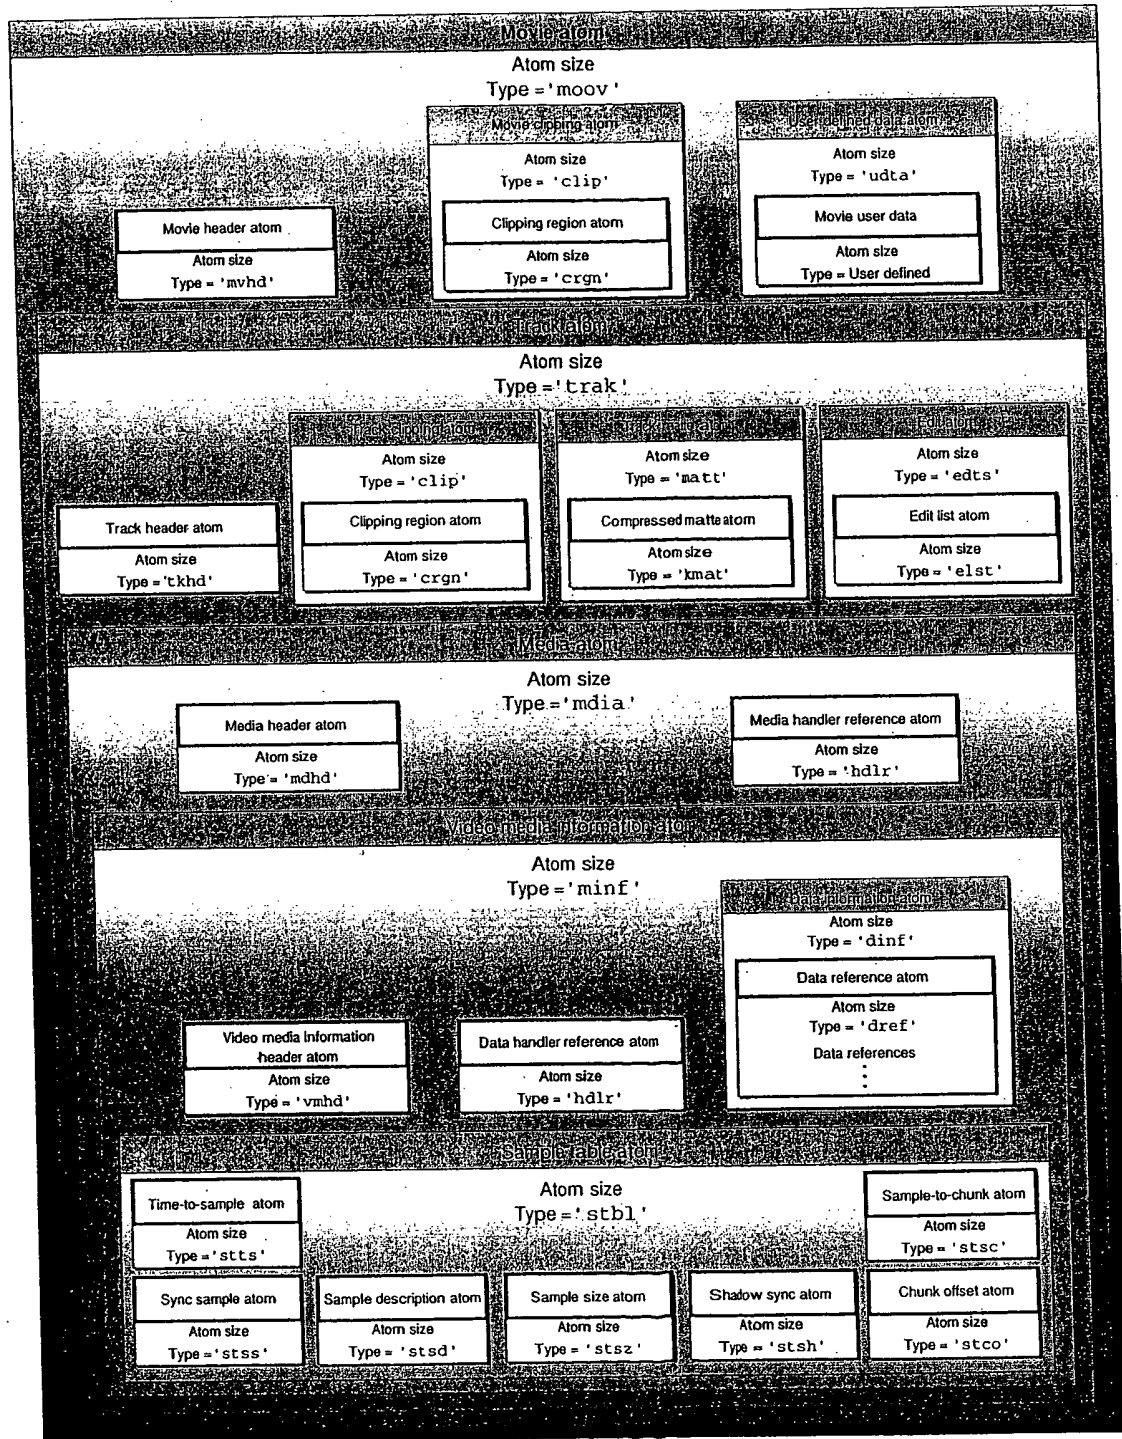 Movie atom
Atom size
Type = 'moov'
Movie clipping atom
Atom size
Type = 'clip'
Clipping region atom
Atom size
Type = 'crgn'
User defined data atom
Atom size
Type = 'udta'
Movie user data
Atom size
Type = User defined
Movie header atom
Atom size
Type = 'mvhd'
Track atom
Atom size
Type = 'trak'
Track header atom
Atom size
Type = 'tkhd'
Track clipping atom
Atom size
Type = 'clip'
Clipping region atom
Atom size
Type = 'crgn'
Atom size
Type = 'matt'
Compressed matte atom
Atom size
Type = 'kmat'
Edit atom
Atom size
Type = 'edts'
Edit list atom
Atom size
Type = 'elst'
Media atom
Atom size
Type = 'mdia'
Media header atom
Atom size
Type = 'mdhd'
Media handler reference atom
Atom size
Type = 'hdlr'
Video media information atom
Atom size
Type = 'minf'
Video media information
header atom
Atom size
Type = 'vmhd'
Data handler reference atom
Atom size
Type = 'hdlr'
Data information atom
Atom size
Type = 'dinf'
Data reference atom
Atom size
Type = 'dref'
Data references
Sample table atom
Atom size
Type = 'stbl'
Time-to-sample atom
Atom size
Type = 'stts'
Sample-to-chunk atom
Atom size
Type = 'stsc'
Sync sample atom
Atom size
Type = 'stss'
Sample description atom
Atom size
Type = 'stsd'
Sample size atom
Atom size
Type = 'stsz'
Shadow sync atom
Atom size
Type = 'stsh'
Chunk offset atom
Atom size
Type = 'stco'